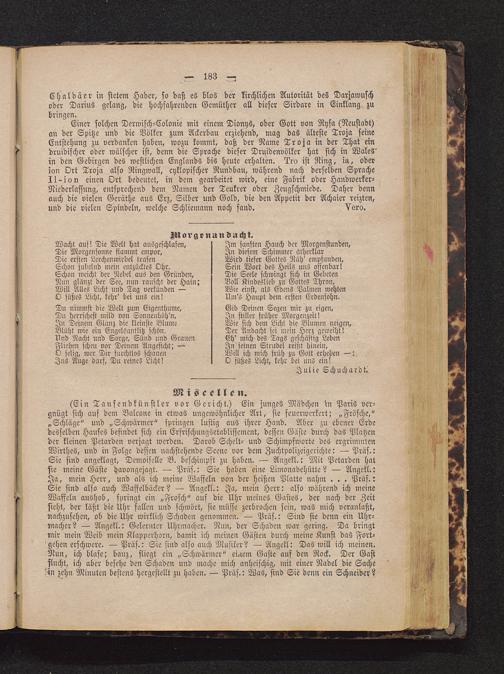 — 183 —
Chaldäer in stetem Hader, so daß es blos der kirchlichen Autorität des Darjawusch
oder Darius gelang, die hochfahrenden Gemüther all dieser Sirdare in Einklang zu
bringen.
Einer solchen Derwisch-Colonie mit einem Dionys, oder Gott von Nysa (Neustadt)
an der Spitze und die Völker zum Ackerbau erziehend, mag das älteste Troja seine
Entstehung zu verdanken haben, wozu kommt, daß der Name Troja in der That ein
druidischer oder wälscher ist, denn die Sprache dieser Druidenvölker hat sich in Wales
in den Gebirgen des westlichen Englands bis heute erhalten. Tro ist Ring, ia, oder
ion Ort Troja also Ringwall, cyklopischer Rundbau, während nach derselben Sprache
Il-ion einen Ort bedeutet, in dem gearbeitet wird, eine Fabrik oder Handwerker-
Niederlassung, entsprechend dem Namen der Teukrer oder Zeugschmiede. Daher denn
auch die vielen Geräthe aus Erz, Silber und Gold, die den Appetit der Achaier reizten,
und die vielen Spindeln, welche Schliemann noch fand. Vero.
Morgenandacht.
Wacht auf! Die Welt hat ausgeschlafen,
Die Morgensonne flammt empor,
Die ersten Lerchenwirbel trafen
Schon jubelnd mein entzücktes Ohr.
Schon weicht der Nebel aus den Gründen,
Nun glänzt der See, nun rauscht der Hain;
Will Alles Licht und Tag verkünden —
O süßes Licht, kehr' bei uns ein!
Du nimmst die Welt zum Eigenthume,
Du herrschest mild von Sonnenhöh'n,
In Deinem Glanz die kleinste Blume
Blüht wie ein Engelsantlitz schön.
Und Nacht und Sorge, Sünd und Grauen
Fliehen schon vor Deinem Angesicht; —
O selig, wer Dir furchtlos schauen
Ins Auge darf, Du reines Licht!
Im sanften Hauch der Morgenstunden,
In diesem Schimmer ätherklar
Wird tiefer Gottes Näh' empfunden,
Sein Wort des Heils uns offenbar!
Die Seele schwingt sich in Gebeten
Voll Kindlichkeit zu Gottes Thron,
Wie einst, als Edens Palmen wehten
Um's Haupt dem ersten Erdensohn.
Gib Deinen Segen mir zu eigen,
In stiller früher Morgenzeit!
Wie sich dem Licht die Blumen neigen,
Der Andacht sei mein Herz geweiht!
Eh' mich des Tags geschäftig Leben
In seinen Strudel reißt hinein,
Will ich mich früh zu Gott erheben —:
O süßes Licht, kehr bei uns ein!
Julie Schuchardt.
Miscellen.
(Ein Tausendkünstler vor Gericht.) Ein junges Mädchen in Paris ver-
gnügt sich auf dem Balcone in etwas ungewöhnlicher Art, sie feuerwerkert; „Frösche,“
„Schläge“ und „Schwärmer“ springen lustig aus ihrer Hand. Aber zu ebener Erde
desselben Hauses befindet sich ein Erfrischungsetablissement, dessen Gäste durch das Platzen
der kleinen Petarden verjagt worden. Darob Schelt- und Schimpfworte des ergrimmten
Wirthes, und in Folge dessen nachstehende Scene vor dem Zuchtpolizeigerichte: — Präs.:
Sie sind angeklagt, Demoiselle B. beschimpft zu haben. — Angekl.: Mit Petarden hat
sie meine Gäste davongejagt. — Präs.: Sie haben eine Limonadehütte? — Angekl.:
Ja, mein Herr, und als ich meine Waffeln von der heißen Platte nahm . . . Präs.:
Sie sind also auch Waffelbäcker? — Angekl.: Ja, mein Herr: also während ich meine
Waffeln aushob, springt ein „Frosch“ auf die Uhr meines Gastes, der nach der Zeit
sieht, der läßt die Uhr fallen und schwört, sie müsse zerbrochen sein, was mich veranlaßt,
nachzusehen, ob die Uhr wirklich Schaden genommen. — Präs.: Sind sie denn ein Uhr-
macher? — Angekl.: Gelernter Uhrmacher. Nun, der Schaden war gering. Da bringt
mir mein Weib mein Klapperhorn, damit ich meinen Gästen durch meine Kunst das Fort-
gehen erschwere. — Präs.: Sie sind also auch Musiker? — Angekl.: Das will ich meinen.
Nun, ich blase; bauz, fliegt ein „Schwärmer“ einem Gaste auf den Rock. Der Gast
flucht, ich aber besehe den Schaden und mache mich anheischig, mit einer Nadel die Sache
in zehn Minuten bestens hergestellt zu haben. — Präs.: Was, sind Sie denn ein Schneider?